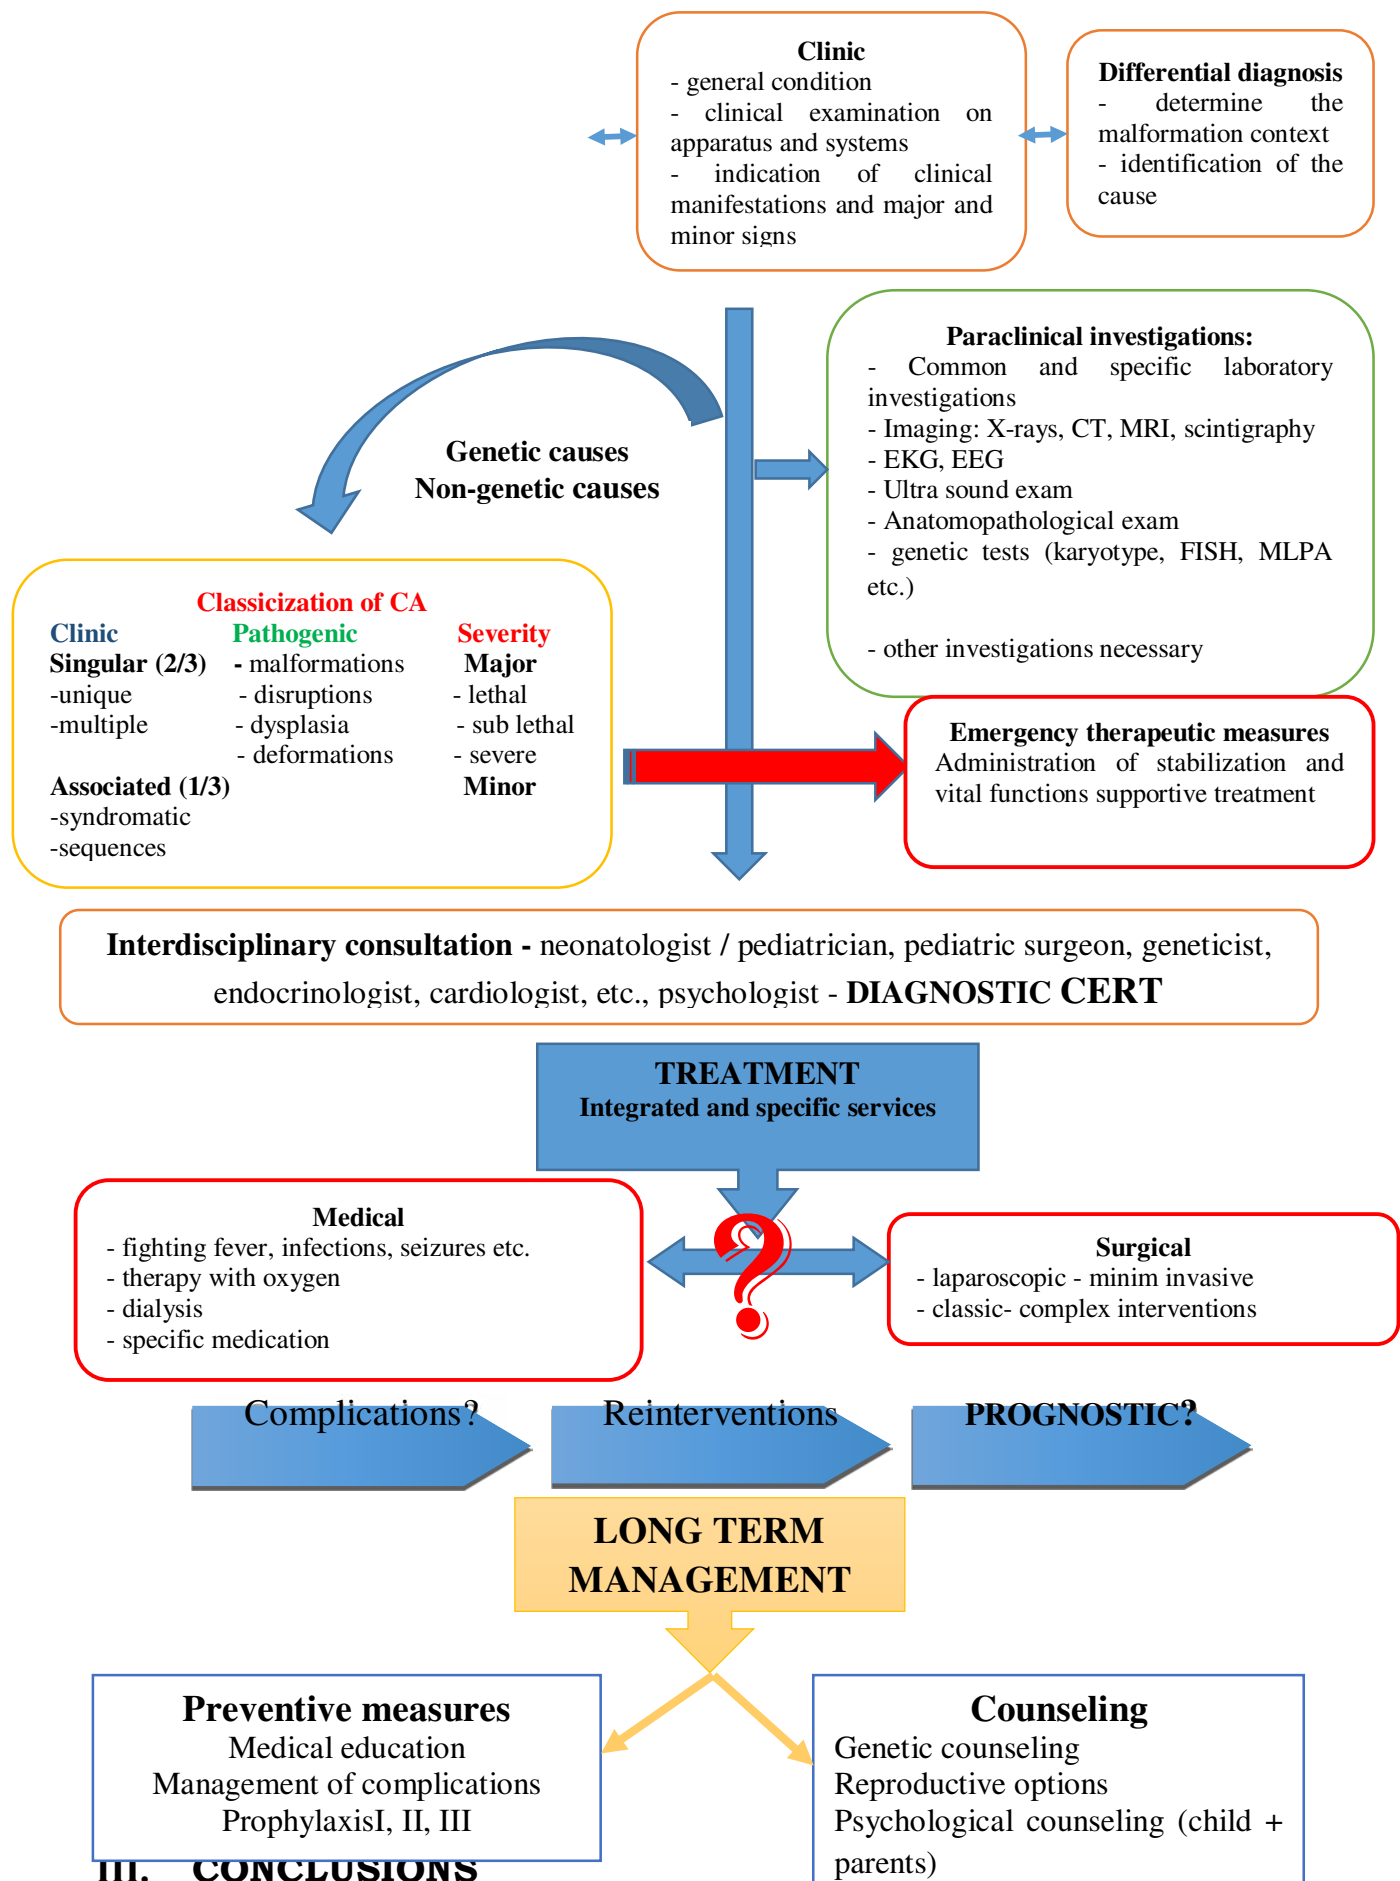 Clinic
- general condition
- clinical examination on
apparatus and systems
- indication of clinical
manifestations and major and
minor signs
Differential diagnosis
- determine the
malformation context
- identification of the
cause
Paraclinical investigations:
- Common and specific laboratory
investigations
- Imaging: X-rays, CT, MRI, scintigraphy
- EKG, EEG
- Ultra sound exam
- Anatomopathological exam
- genetic tests (karyotype, FISH, MLPA
etc.)
- other investigations necessary
Genetic causes
Non-genetic causes
Classicization of CA
Clinic Pathogenic Severity
Singular (2/3) - malformations Major
-unique - disruptions - lethal
-multiple - dysplasia - sub lethal
- deformations - severe
Associated (1/3) Minor
-syndromatic
-sequences
Emergency therapeutic measures
Administration of stabilization and
vital functions supportive treatment
Interdisciplinary consultation - neonatologist / pediatrician, pediatric surgeon, geneticist,
endocrinologist, cardiologist, etc., psychologist - DIAGNOSTIC CERT
TREATMENT
Integrated and specific services
Medical
- fighting fever, infections, seizures etc.
- therapy with oxygen
- dialysis
- specific medication
?
Surgical
- laparoscopic - minim invasive
- classic- complex interventions
Complications?
Reinterventions
PROGNOSTIC?
LONG TERM
MANAGEMENT
Preventive measures
Medical education
Management of complications
ProphylaxisI, II, III
Counseling
Genetic counseling
Reproductive options
Psychological counseling (child +
parents)
III. CONCLUSIONS